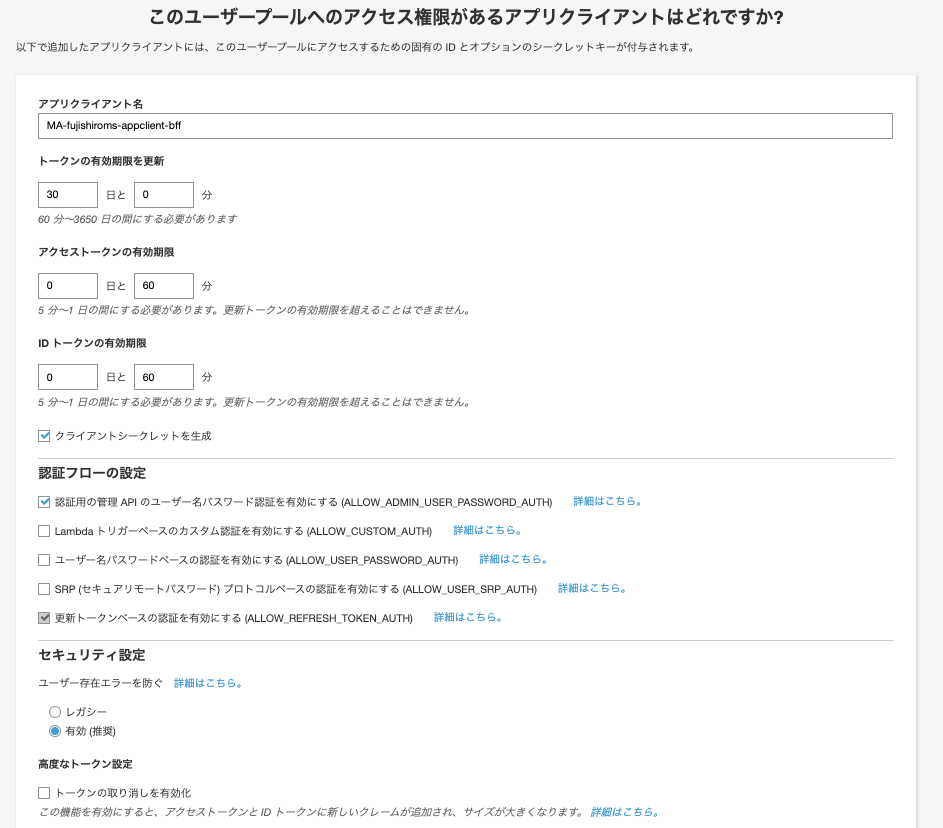 このユーザープールへのアクセス権限があるアプリクライアントはどれですか?
以下で追加したアプリクライアントには、このユーザープールにアクセスするための固有の ID とオプションのシークレットキーが付与されます。
アプリクライアント名
MA-fujishiroms-appclient-bff
トークンの有効期限を更新
30 日と 0 分
60 分〜3650 日の間にする必要があります
アクセストークンの有効期限
0 日と 60 分
5 分〜1 日の間にする必要があります。更新トークンの有効期限を超えることはできません。
ID トークンの有効期限
0 日と 60 分
5 分〜1 日の間にする必要があります。更新トークンの有効期限を超えることはできません。
クライアントシークレットを生成
認証フローの設定
認証用の管理 API のユーザー名パスワード認証を有効にする (ALLOW_ADMIN_USER_PASSWORD_AUTH) 詳細はこちら。
Lambda トリガーベースのカスタム認証を有効にする (ALLOW_CUSTOM_AUTH) 詳細はこちら。
ユーザー名パスワードベースの認証を有効にする (ALLOW_USER_PASSWORD_AUTH) 詳細はこちら。
SRP (セキュアリモートパスワード) プロトコルベースの認証を有効にする (ALLOW_USER_SRP_AUTH) 詳細はこちら。
更新トークンベースの認証を有効にする (ALLOW_REFRESH_TOKEN_AUTH) 詳細はこちら。
セキュリティ設定
ユーザー存在エラーを防ぐ 詳細はこちら。
レガシー
有効 (推奨)
高度なトークン設定
トークンの取り消しを有効化
この機能を有効にすると、アクセストークンと ID トークンに新しいクレームが追加され、サイズが大きくなります。 詳細はこちら。